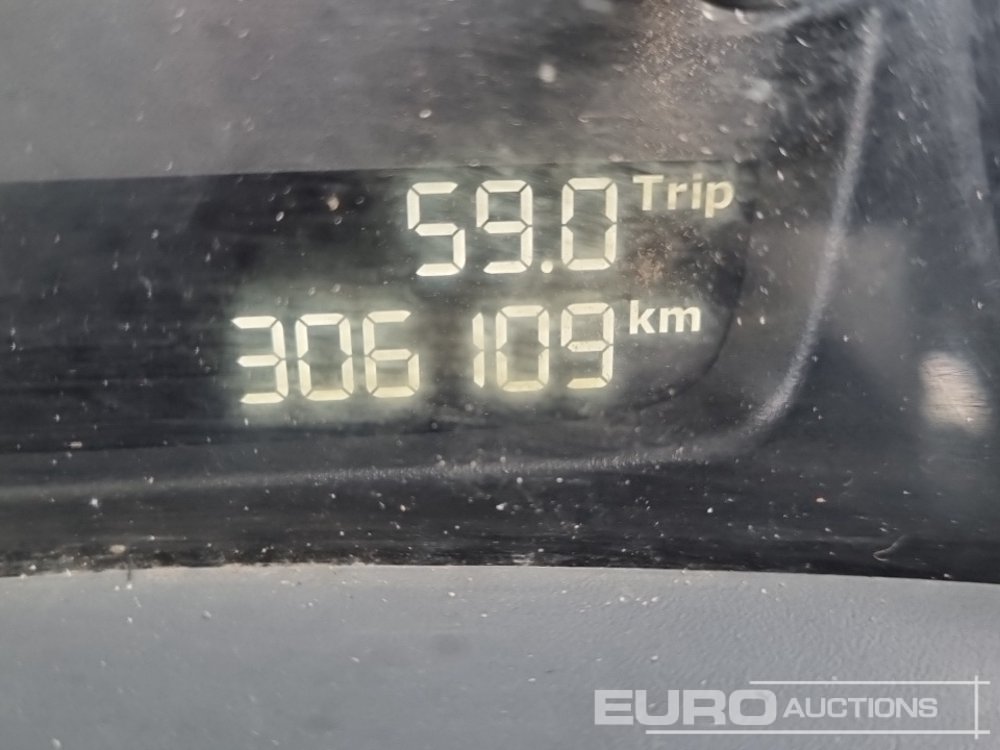 59.0 Trip
306 109 km
EURO AUCTIONS